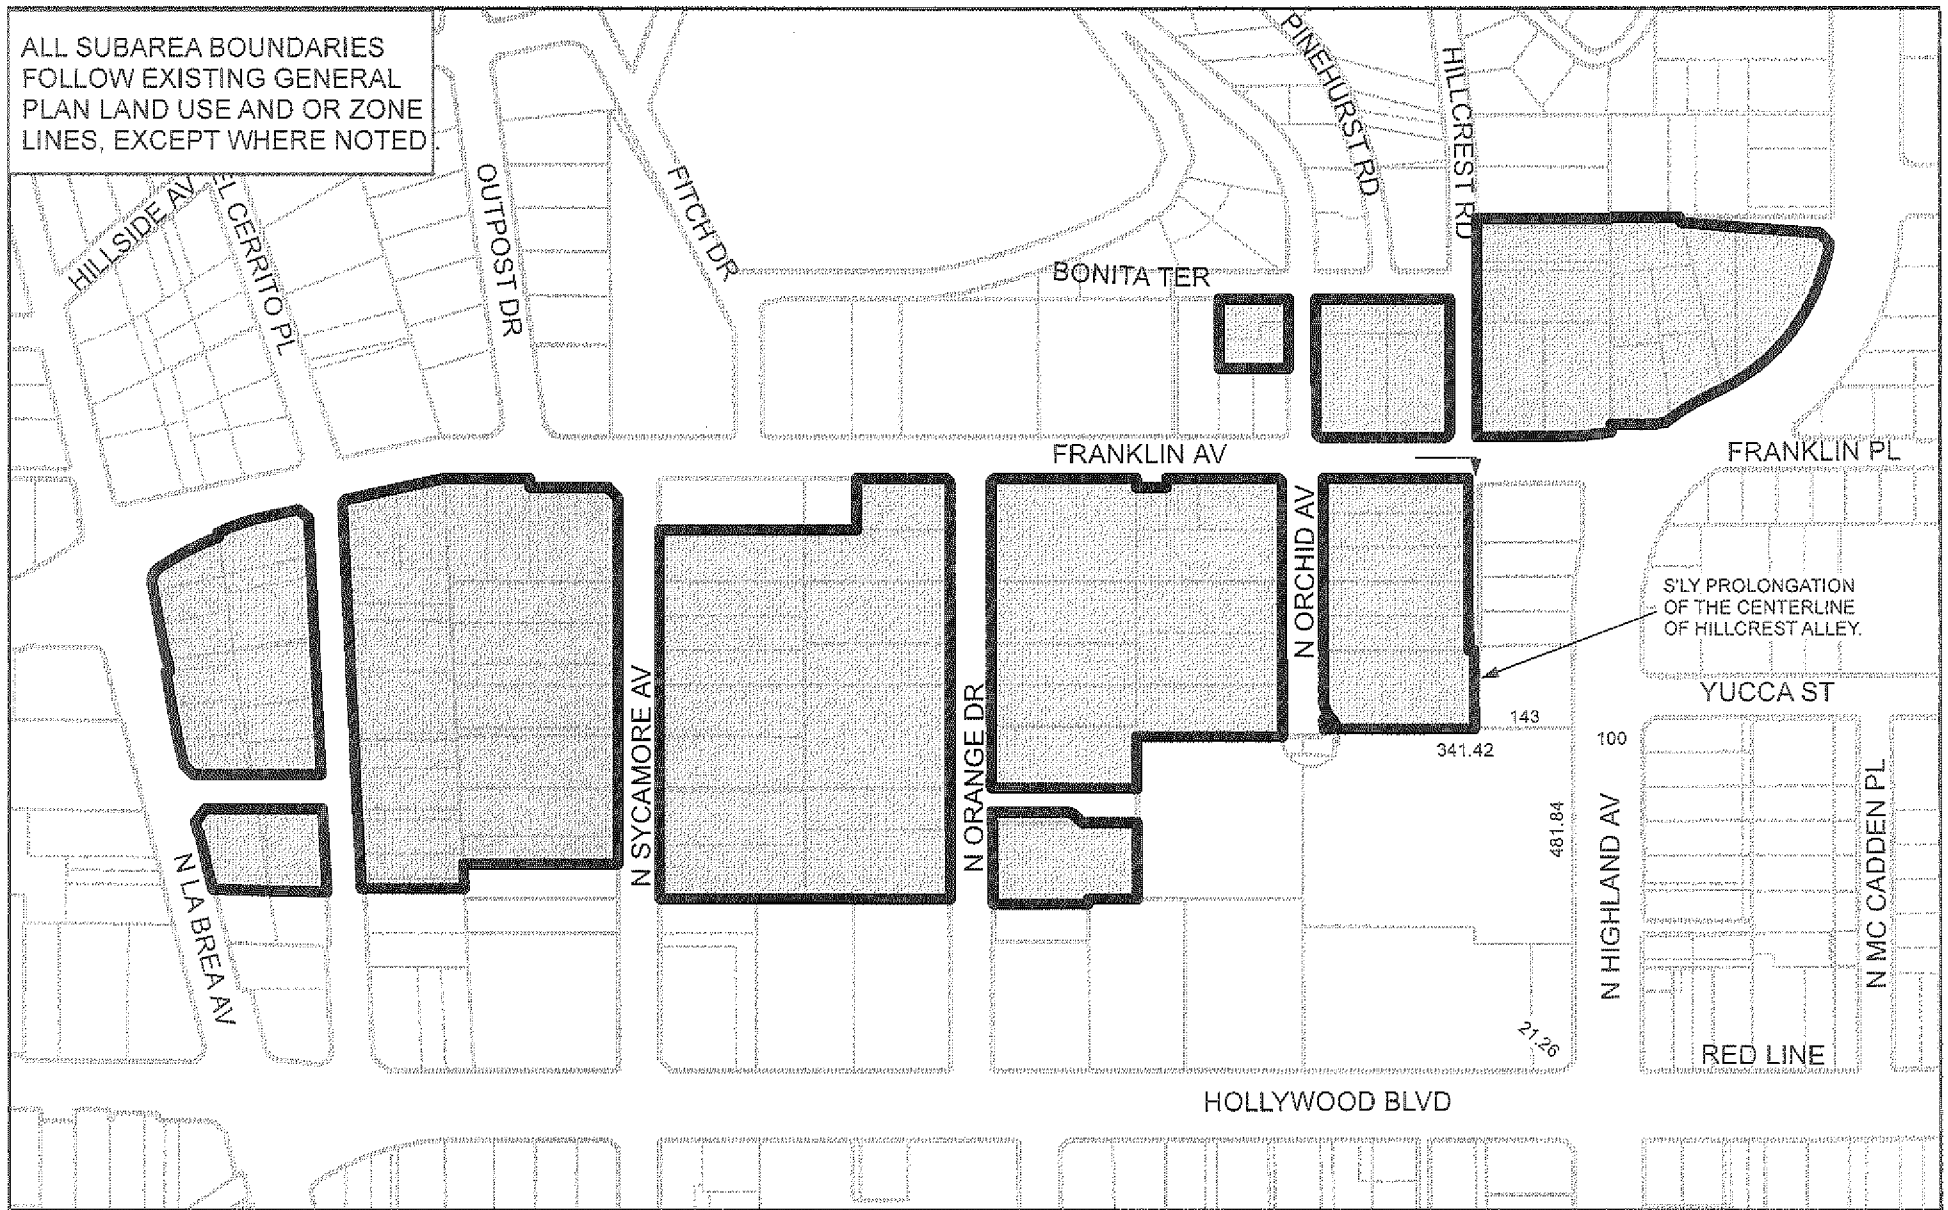 ALL SUBAREA BOUNDARIES
FOLLOW EXISTING GENERAL
PLAN LAND USE AND OR ZONE
LINES, EXCEPT WHERE NOTED.
HILLSIDE AV
EL CERRITO PL
OUTPOST DR
FITCH DR
PINEHURST RD
HILLCREST RD
BONITA TER
FRANKLIN AV
FRANKLIN PL
N ORCHID AV
S'LY PROLONGATION
OF THE CENTERLINE
OF HILLCREST ALLEY.
N SYCAMORE AV
N ORANGE DR
YUCCA ST
143
341.42
100
481.84
N LA BREA AV
N HIGHLAND AV
N MC CADDEN PL
21.26
RED LINE
HOLLYWOOD BLVD